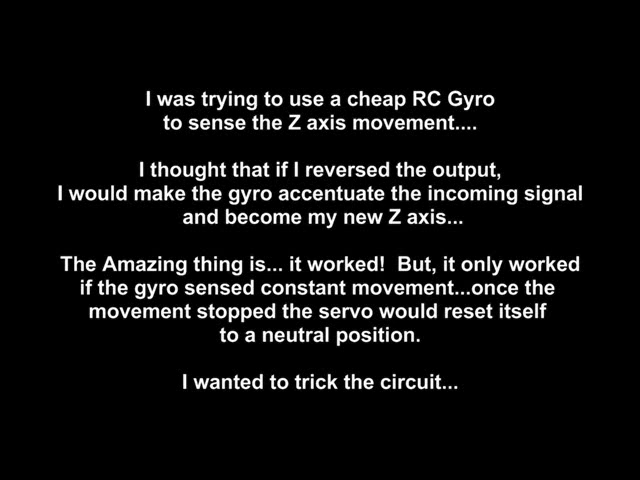 I was trying to use a cheap RC Gyro
to sense the Z axis movement....
I thought that if I reversed the output,
I would make the gyro accentuate the incoming signal
and become my new Z axis...
The Amazing thing is... it worked!  But, it only worked
if the gyro sensed constant movement...once the
movement stopped the servo would reset itself
to a neutral position.
I wanted to trick the circuit...